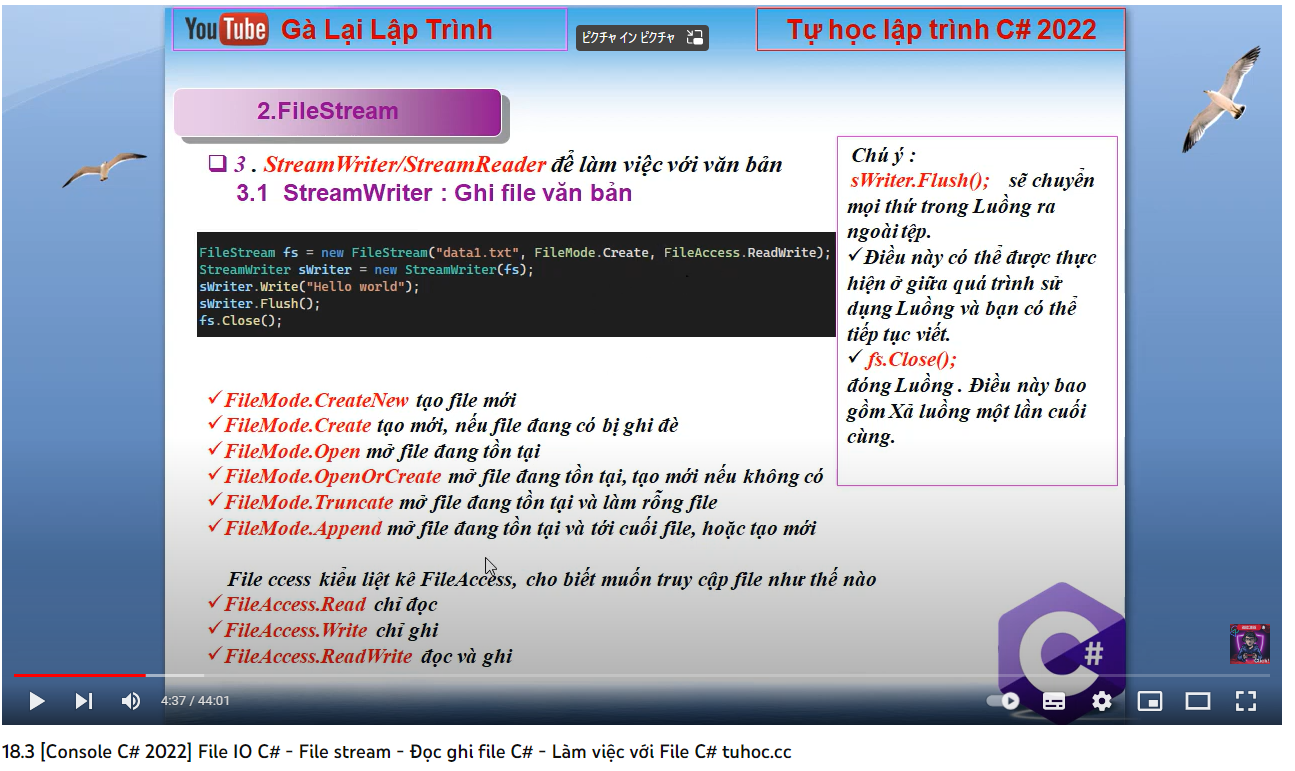 YouTube Gà Lại Lập Trình
ピクチャ イン ピクチャ
Tự học lập trình C# 2022
2.FileStream
3 . StreamWriter/StreamReader để làm việc với văn bản
3.1 StreamWriter : Ghi file văn bản
FileStream fs = new FileStream("data1.txt", FileMode.Create, FileAccess.ReadWrite);
StreamWriter sWriter = new StreamWriter(fs);
sWriter.Write("Hello world");
sWriter.Flush();
fs.Close();
Chú ý :
sWriter.Flush(); sẽ chuyển
mọi thứ trong Luồng ra
ngoài tệp.
Điều này có thể được thực
hiện ở giữa quá trình sử
dụng Luồng và bạn có thể
tiếp tục viết.
fs.Close();
đóng Luồng . Điều này bao
gồm Xả luồng một lần cuối
cùng.
FileMode.CreateNew tạo file mới
FileMode.Create tạo mới, nếu file đang có bị ghi đè
FileMode.Open mở file đang tồn tại
FileMode.OpenOrCreate mở file đang tồn tại, tạo mới nếu không có
FileMode.Truncate mở file đang tồn tại và làm rỗng file
FileMode.Append mở file đang tồn tại và tới cuối file, hoặc tạo mới
File ccess kiểu liệt kê FileAccess, cho biết muốn truy cập file như thế nào
FileAccess.Read chỉ đọc
FileAccess.Write chỉ ghi
FileAccess.ReadWrite đọc và ghi
C#
4:37 / 44:01
18.3 [Console C# 2022] File IO C# - File stream - Đọc ghi file C# - Làm việc với File C# tuhoc.cc